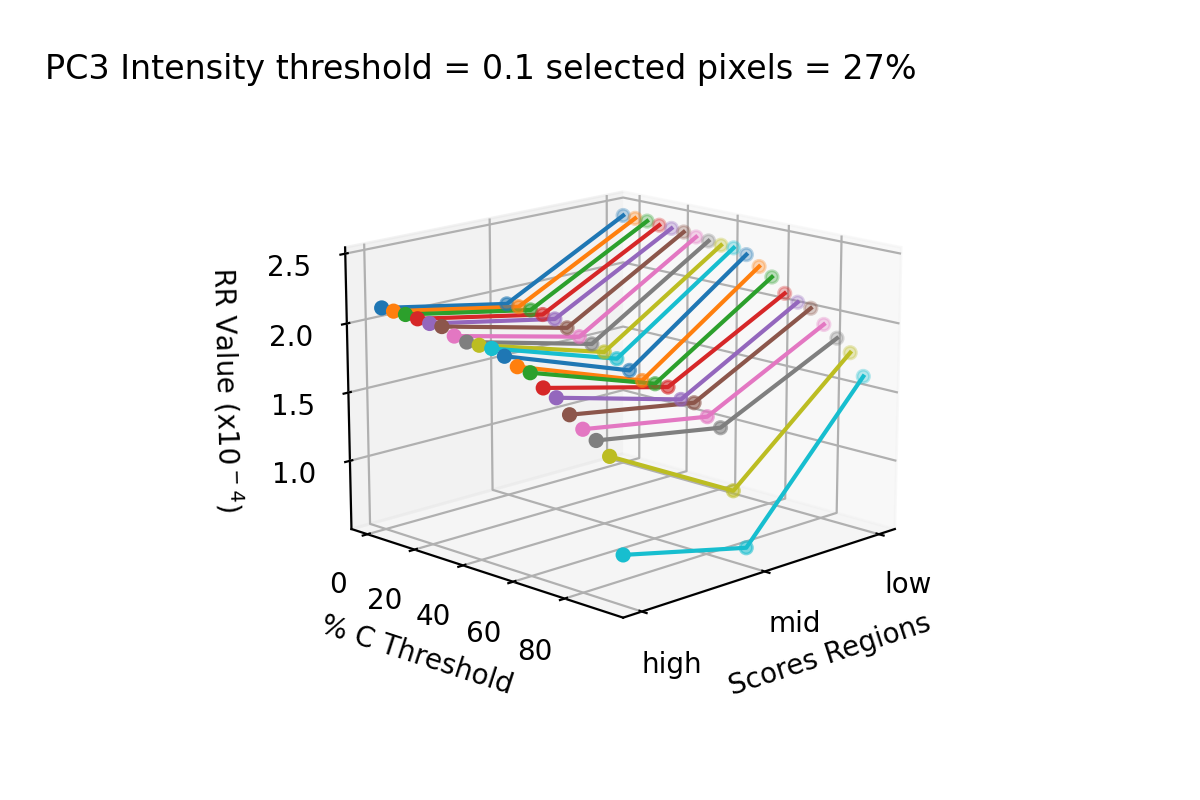 PC3 Intensity threshold = 0.1 selected pixels = 27%
RR Value (x10⁻⁴)
2.5
2.0
1.5
1.0
0
20
40
60
80
% C Threshold
high
mid
low
Scores Regions